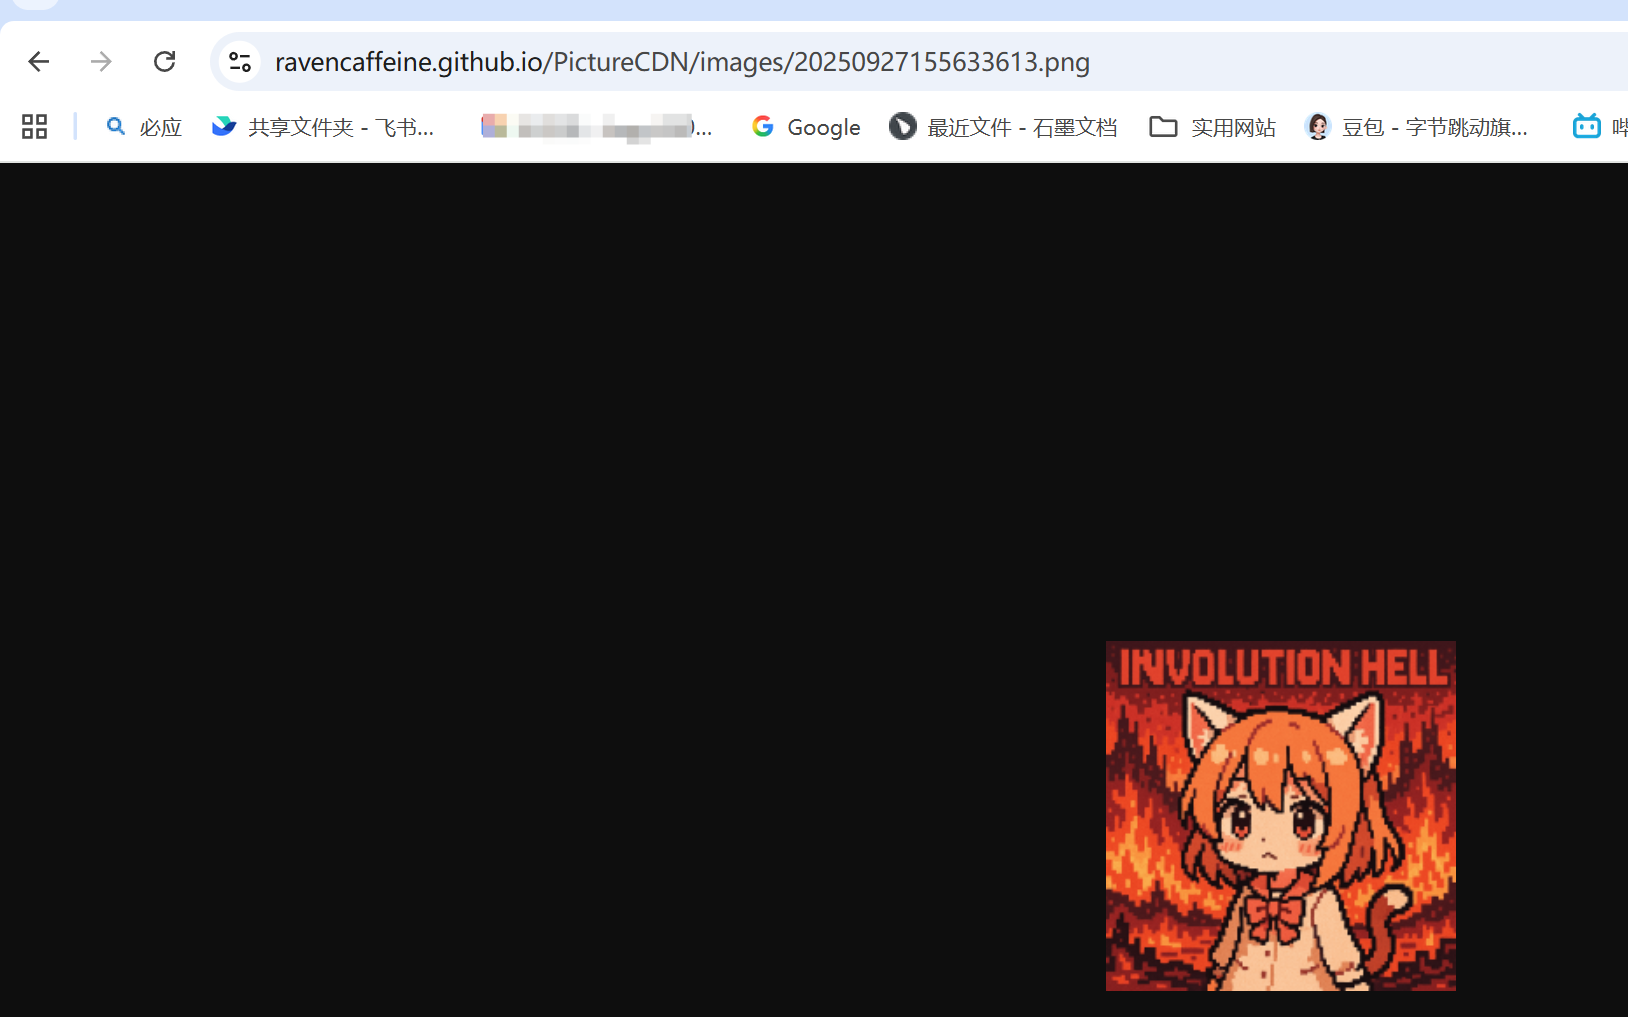 ravencaffeine.github.io/PictureCDN/images/20250927155633613.png
必应 共享文件夹 - 飞书... ... Google 最近文件 - 石墨文档 实用网站 豆包 - 字节跳动旗...
INVOLUTION HELL